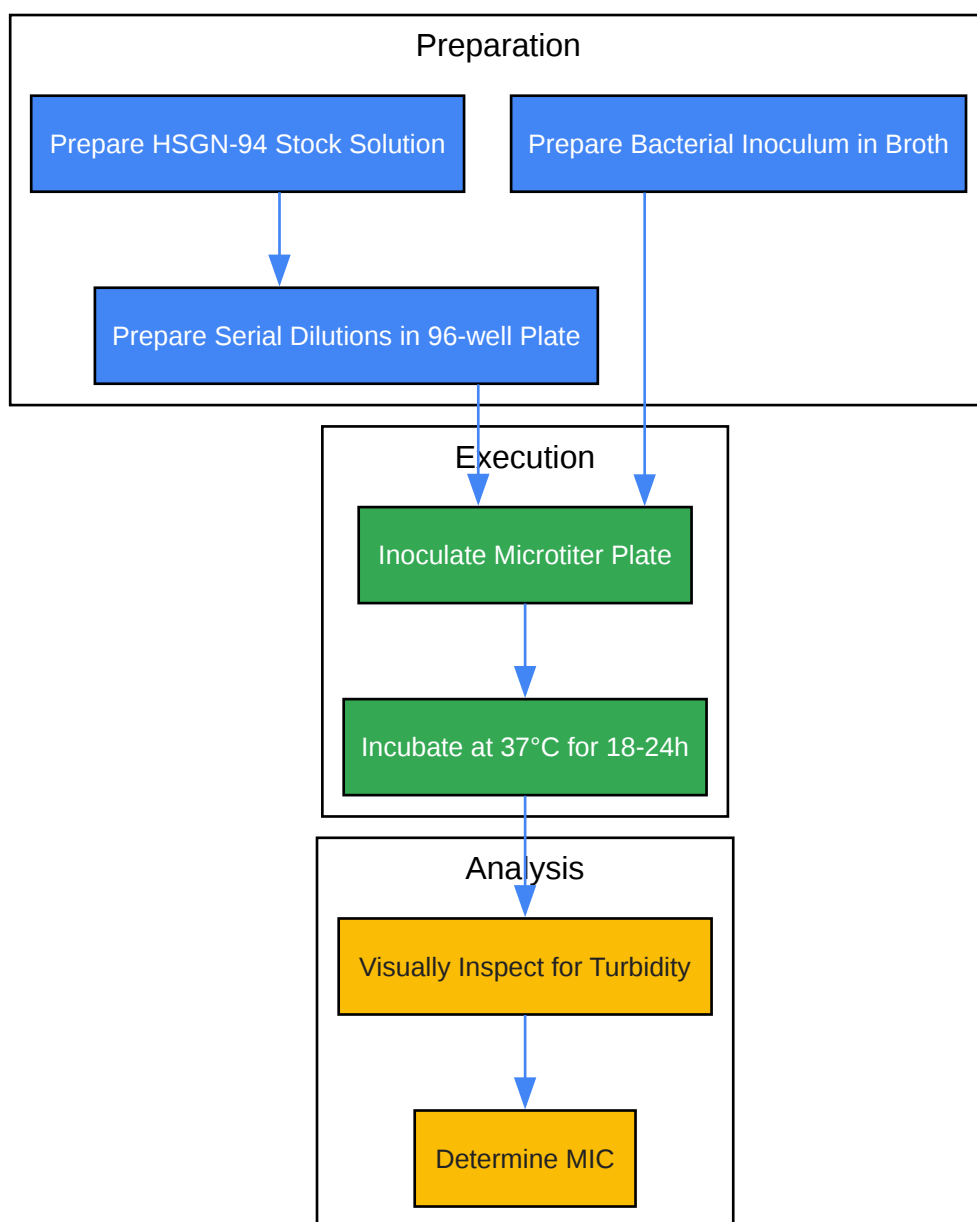 Preparation
Prepare HSGN-94 Stock Solution
Prepare Bacterial Inoculum in Broth
Prepare Serial Dilutions in 96-well Plate
Execution
Inoculate Microtiter Plate
Incubate at 37°C for 18-24h
Analysis
Visually Inspect for Turbidity
Determine MIC